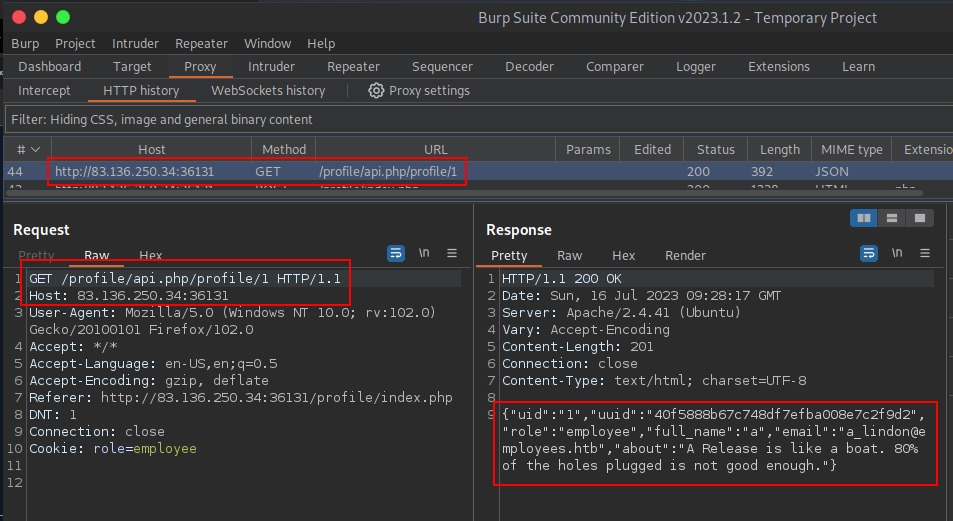 Burp Suite Community Edition v2023.1.2 - Temporary Project
Burp Project Intruder Repeater Window Help
Dashboard Target Proxy Intruder Repeater Sequencer Decoder Comparer Logger Extensions Learn
Intercept HTTP history WebSockets history Proxy settings
Filter: Hiding CSS, image and general binary content
# Host Method URL Params Edited Status Length MIME type Extensio
44 http://83.136.250.34:36131 GET /profile/api.php/profile/1 200 392 JSON
Request
Pretty Raw Hex \n
1 GET /profile/api.php/profile/1 HTTP/1.1
2 Host: 83.136.250.34:36131
3 User-Agent: Mozilla/5.0 (Windows NT 10.0; rv:102.0)
Gecko/20100101 Firefox/102.0
4 Accept: */*
5 Accept-Language: en-US,en;q=0.5
6 Accept-Encoding: gzip, deflate
7 Referer: http://83.136.250.34:36131/profile/index.php
8 DNT: 1
9 Connection: close
10 Cookie: role=employee
11
12
Response
Pretty Raw Hex Render \n
1 HTTP/1.1 200 OK
2 Date: Sun, 16 Jul 2023 09:28:17 GMT
3 Server: Apache/2.4.41 (Ubuntu)
4 Vary: Accept-Encoding
5 Content-Length: 201
6 Connection: close
7 Content-Type: text/html; charset=UTF-8
8
9 {"uid":"1","uuid":"40f5888b67c748df7efba008e7c2f9d2",
"role":"employee","full_name":"a","email":"a_lindon@e
mployees.htb","about":"A Release is like a boat. 80%
of the holes plugged is not good enough."}